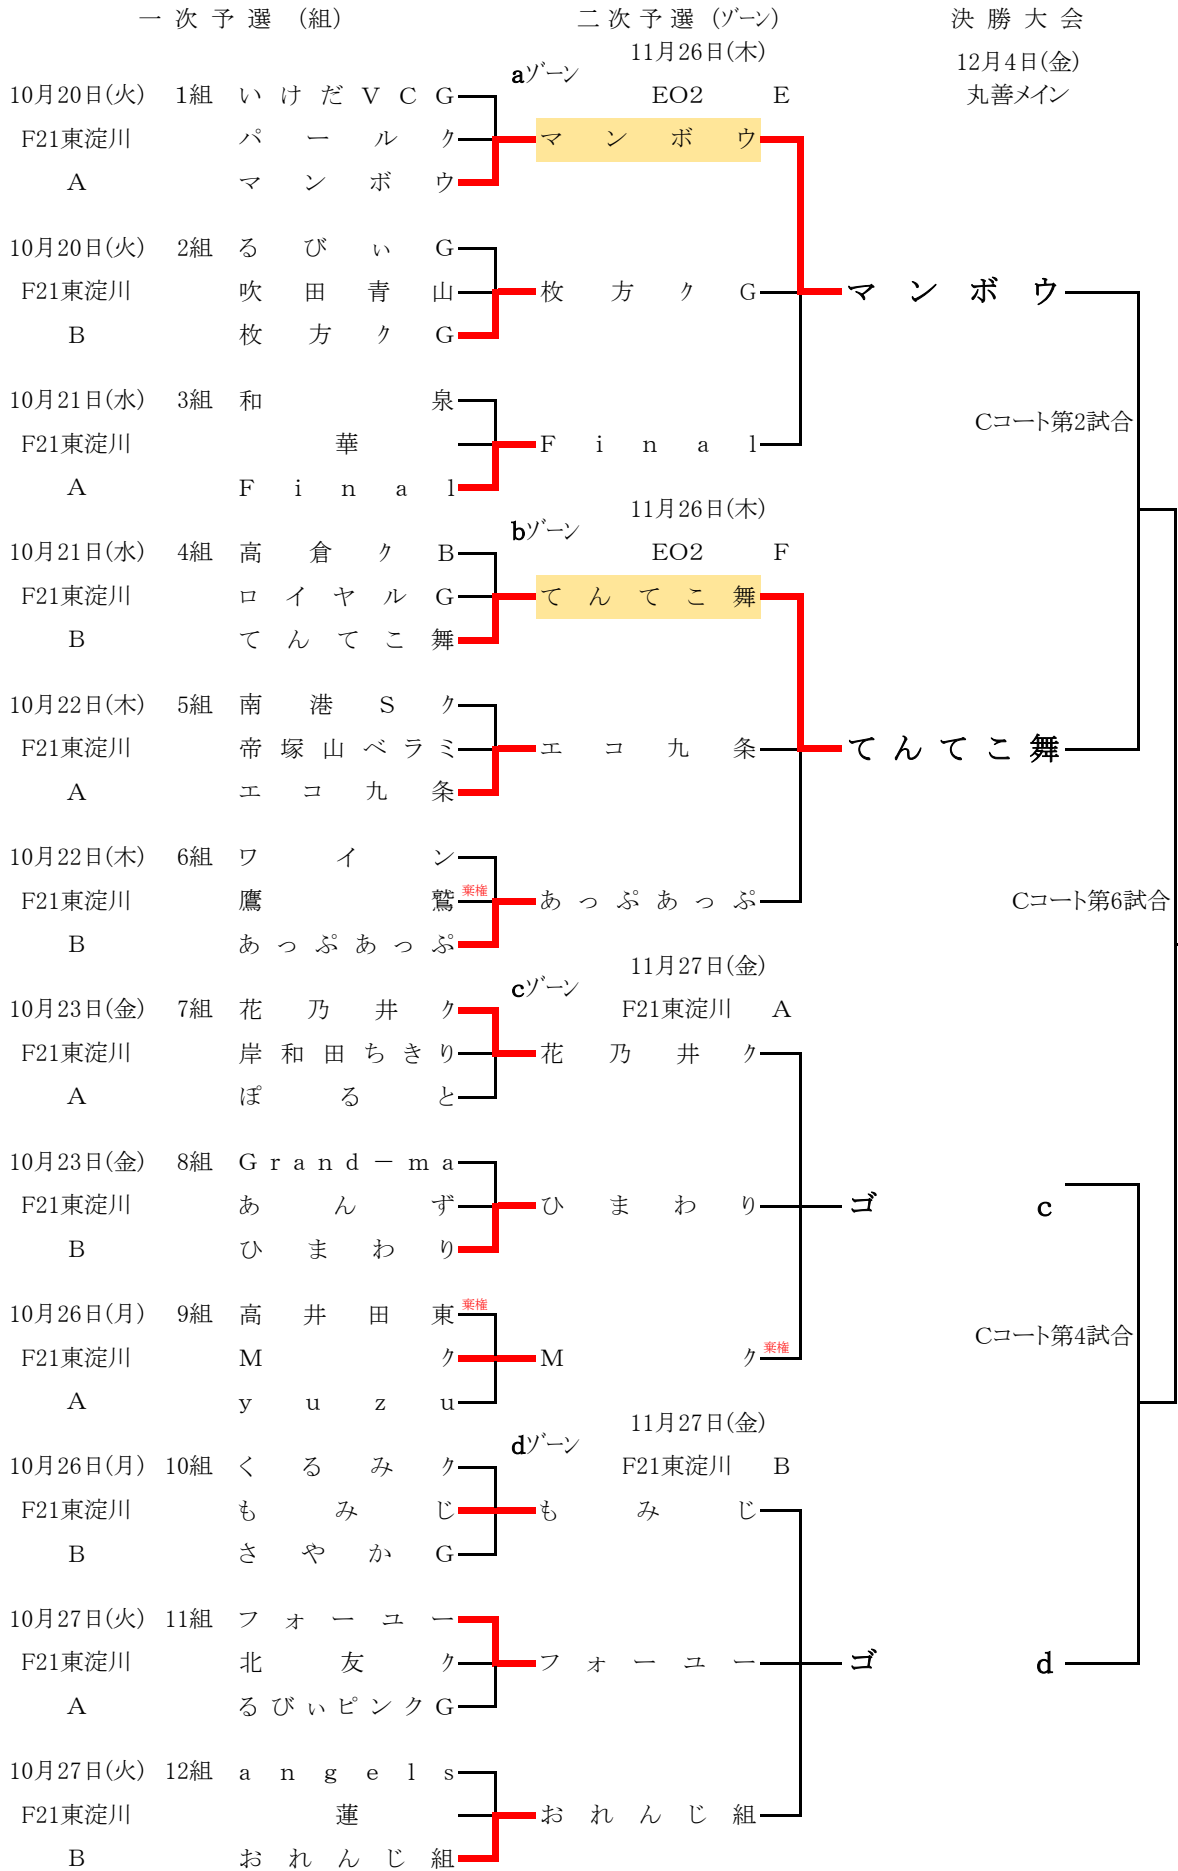 一次予選（組） 二次予選（ゾーン） 決勝大会
11月26日(木)
12月4日(金)
aゾーン
10月20日(火) 1組 いけだVCG EO2 E 丸善メイン
F21東淀川 パールク マンボウ
A マンボウ
10月20日(火) 2組 るびぃG
F21東淀川 吹田青山 枚方クG マンボウ
B 枚方クG
10月21日(水) 3組 和泉
Cコート第2試合
F21東淀川 華 Final
A Final
11月26日(木)
bゾーン
10月21日(水) 4組 高倉クB EO2 F
F21東淀川 ロイヤルG てんてこ舞
B てんてこ舞
10月22日(木) 5組 南港Sク
F21東淀川 帝塚山ベラミ エコ九条 てんてこ舞
A エコ九条
10月22日(木) 6組 ワイン
F21東淀川 鷹鷲 棄権 あっぷあっぷ Cコート第6試合
B あっぷあっぷ
11月27日(金)
cゾーン
10月23日(金) 7組 花乃井ク F21東淀川 A
F21東淀川 岸和田ちきり 花乃井ク
A ぽると
10月23日(金) 8組 Grand－ma
F21東淀川 あんず ひまわり ゴ c
B ひまわり
10月26日(月) 9組 高井田東 棄権
Cコート第4試合
F21東淀川 Mク Mク 棄権
A yuzu
11月27日(金)
dゾーン
10月26日(月) 10組 くるみク F21東淀川 B
F21東淀川 もみじ もみじ
B さやかG
10月27日(火) 11組 フォーユー
F21東淀川 北友ク フォーユー ゴ d
A るびぃピンクG
10月27日(火) 12組 angels
F21東淀川 蓮 おれんじ組
B おれんじ組